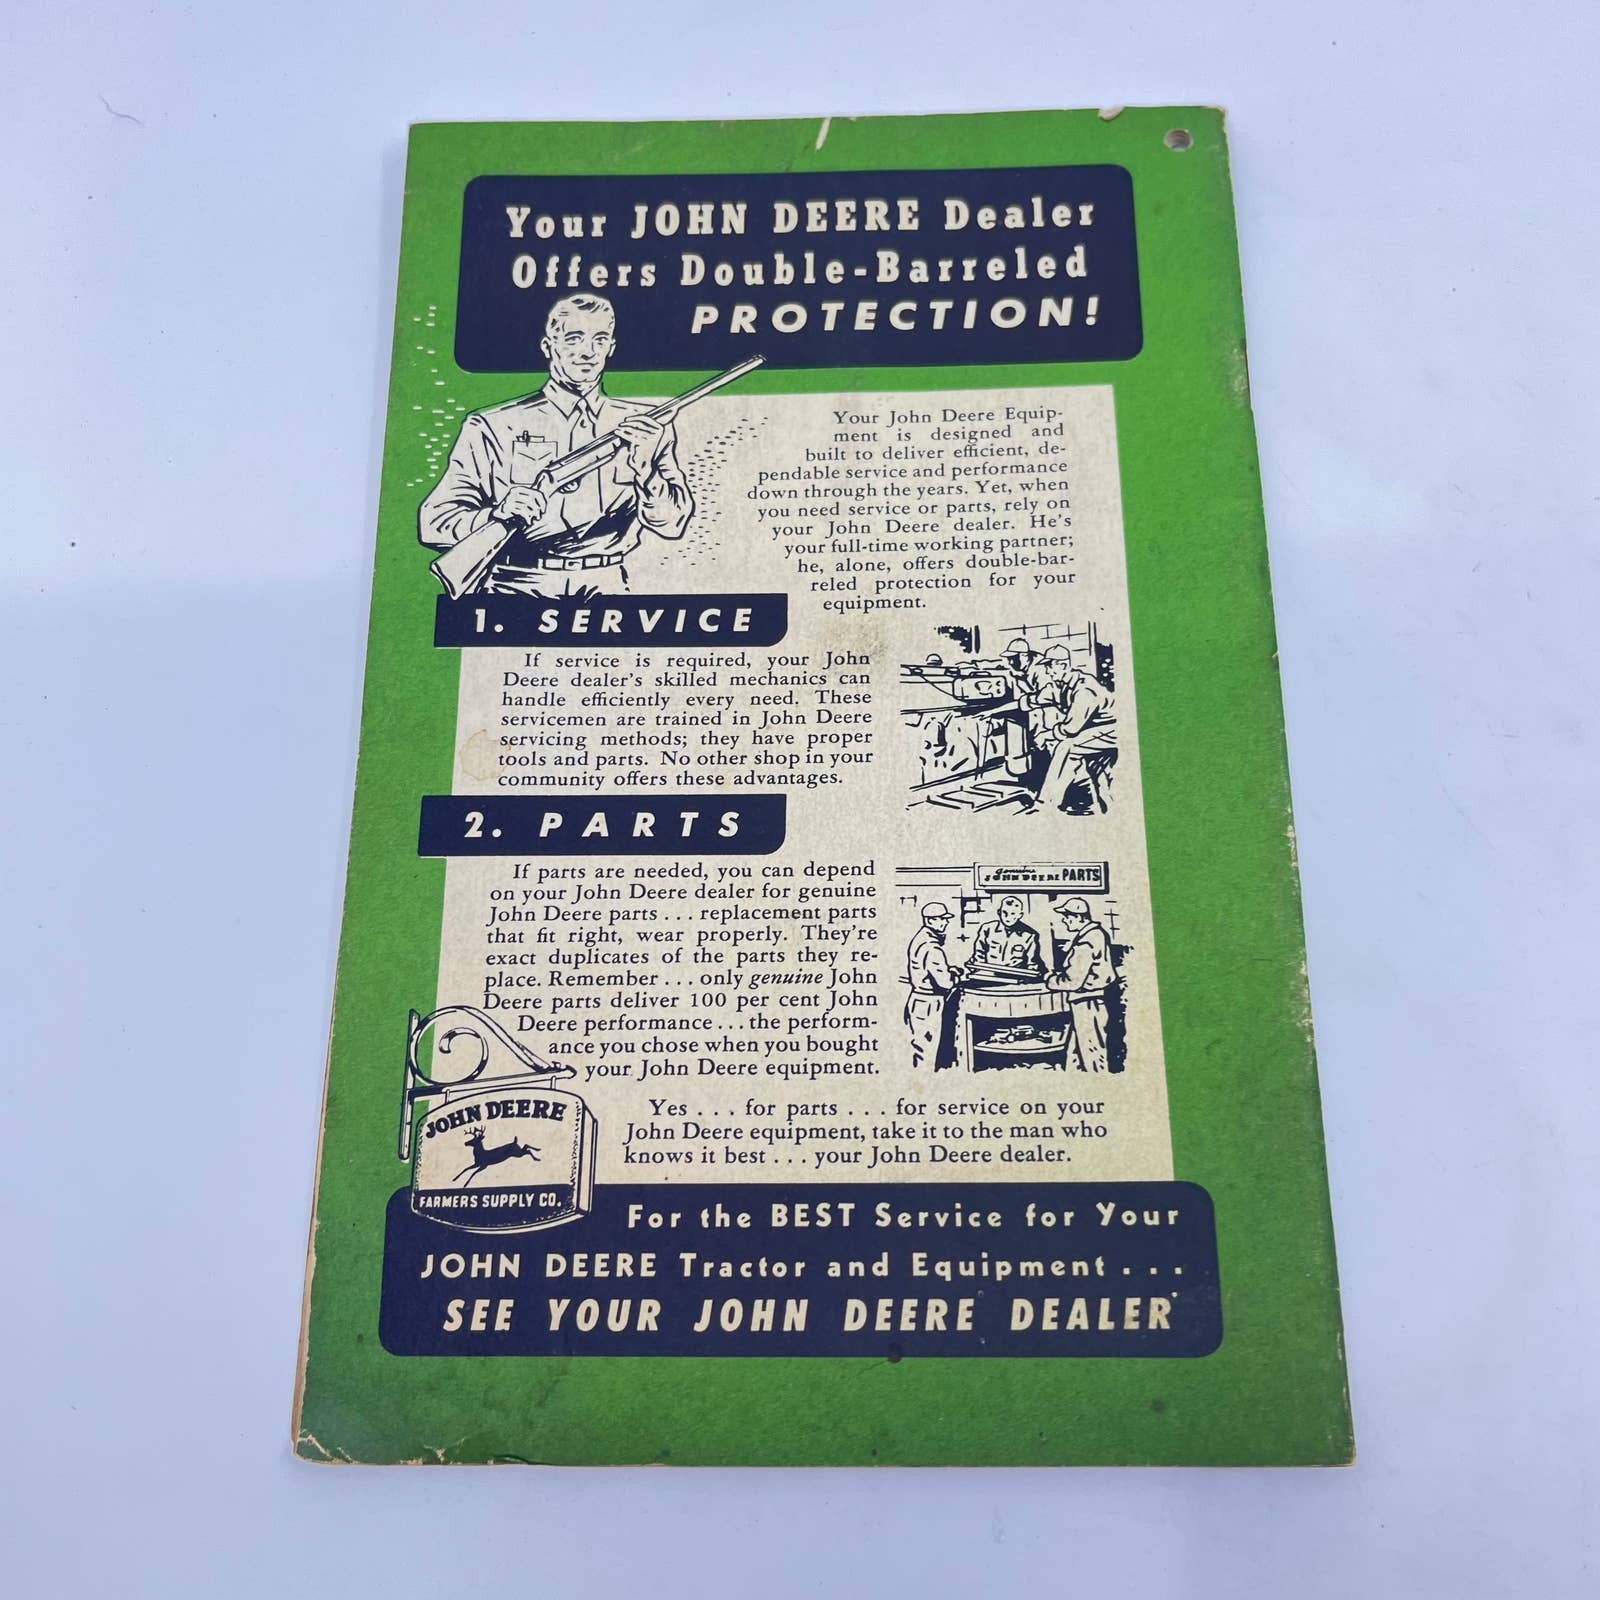 Your JOHN DEERE Dealer
Offers Double-Barreled
PROTECTION!
Your John Deere Equip-
ment is designed and
built to deliver efficient, de-
pendable service and performance
down through the years. Yet, when
you need service or parts, rely on
your John Deere dealer. He's
your full-time working partner;
he, alone, offers double-bar-
reled protection for your
equipment.
1. SERVICE
If service is required, your John
Deere dealer's skilled mechanics can
handle efficiently every need. These
servicemen are trained in John Deere
servicing methods; they have proper
tools and parts. No other shop in your
community offers these advantages.
2. PARTS
If parts are needed, you can depend
on your John Deere dealer for genuine
John Deere parts . . . replacement parts
that fit right, wear properly. They're
exact duplicates of the parts they re-
place. Remember . . . only genuine John
Deere parts deliver 100 per cent John
Deere performance . . . the perform-
ance you chose when you bought
your John Deere equipment.
Genuine
JOHN DEERE PARTS
Yes . . . for parts . . . for service on your
John Deere equipment, take it to the man who
knows it best . . . your John Deere dealer.
JOHN DEERE
FARMERS SUPPLY CO.
For the BEST Service for Your
JOHN DEERE Tractor and Equipment . . .
SEE YOUR JOHN DEERE DEALER